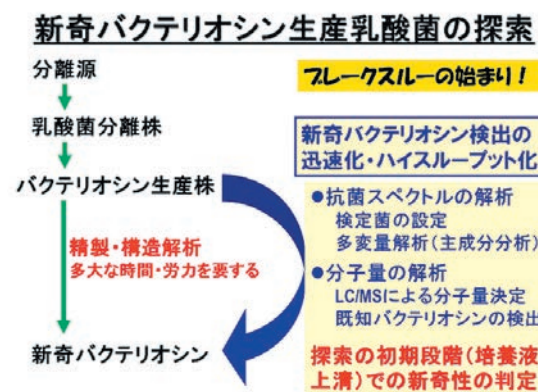 新奇バクテリオシン生産乳酸菌の探索
分離源
乳酸菌分離株
バクテリオシン生産株
精製・構造解析
多大な時間・労力を要する
新奇バクテリオシン
ブレークスルーの始まり！
新奇バクテリオシン検出の
迅速化・ハイスループット化
●抗菌スペクトルの解析
検定菌の設定
多変量解析(主成分分析)
●分子量の解析
LC/MSによる分子量決定
既知バクテリオシンの検出
探索の初期段階(培養液
上清)での新奇性の判定